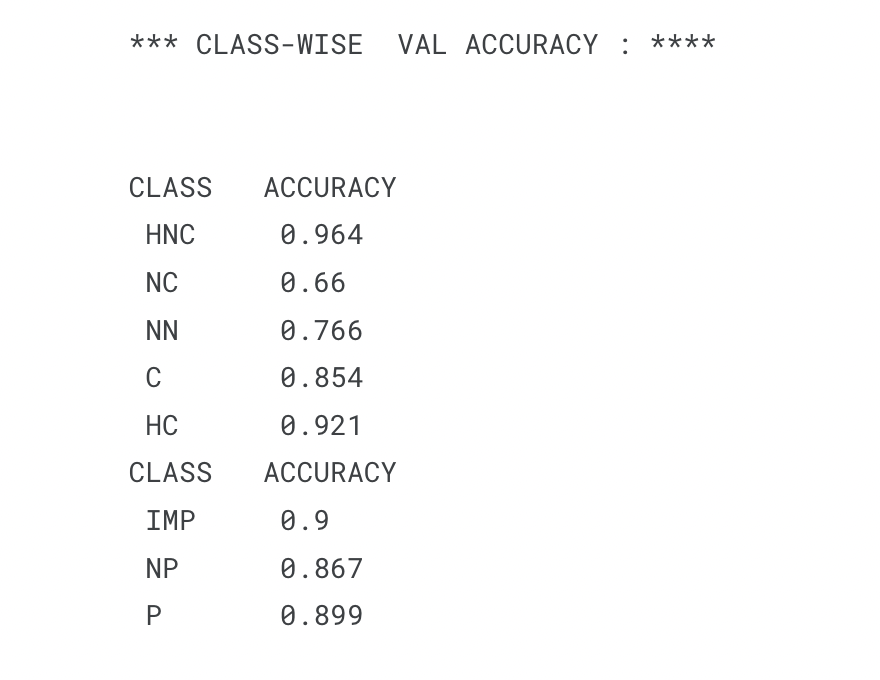 *** CLASS-WISE  VAL ACCURACY : ****
CLASS   ACCURACY
HNC     0.964
NC      0.66
NN      0.766
C       0.854
HC      0.921
CLASS   ACCURACY
IMP     0.9
NP      0.867
P       0.899